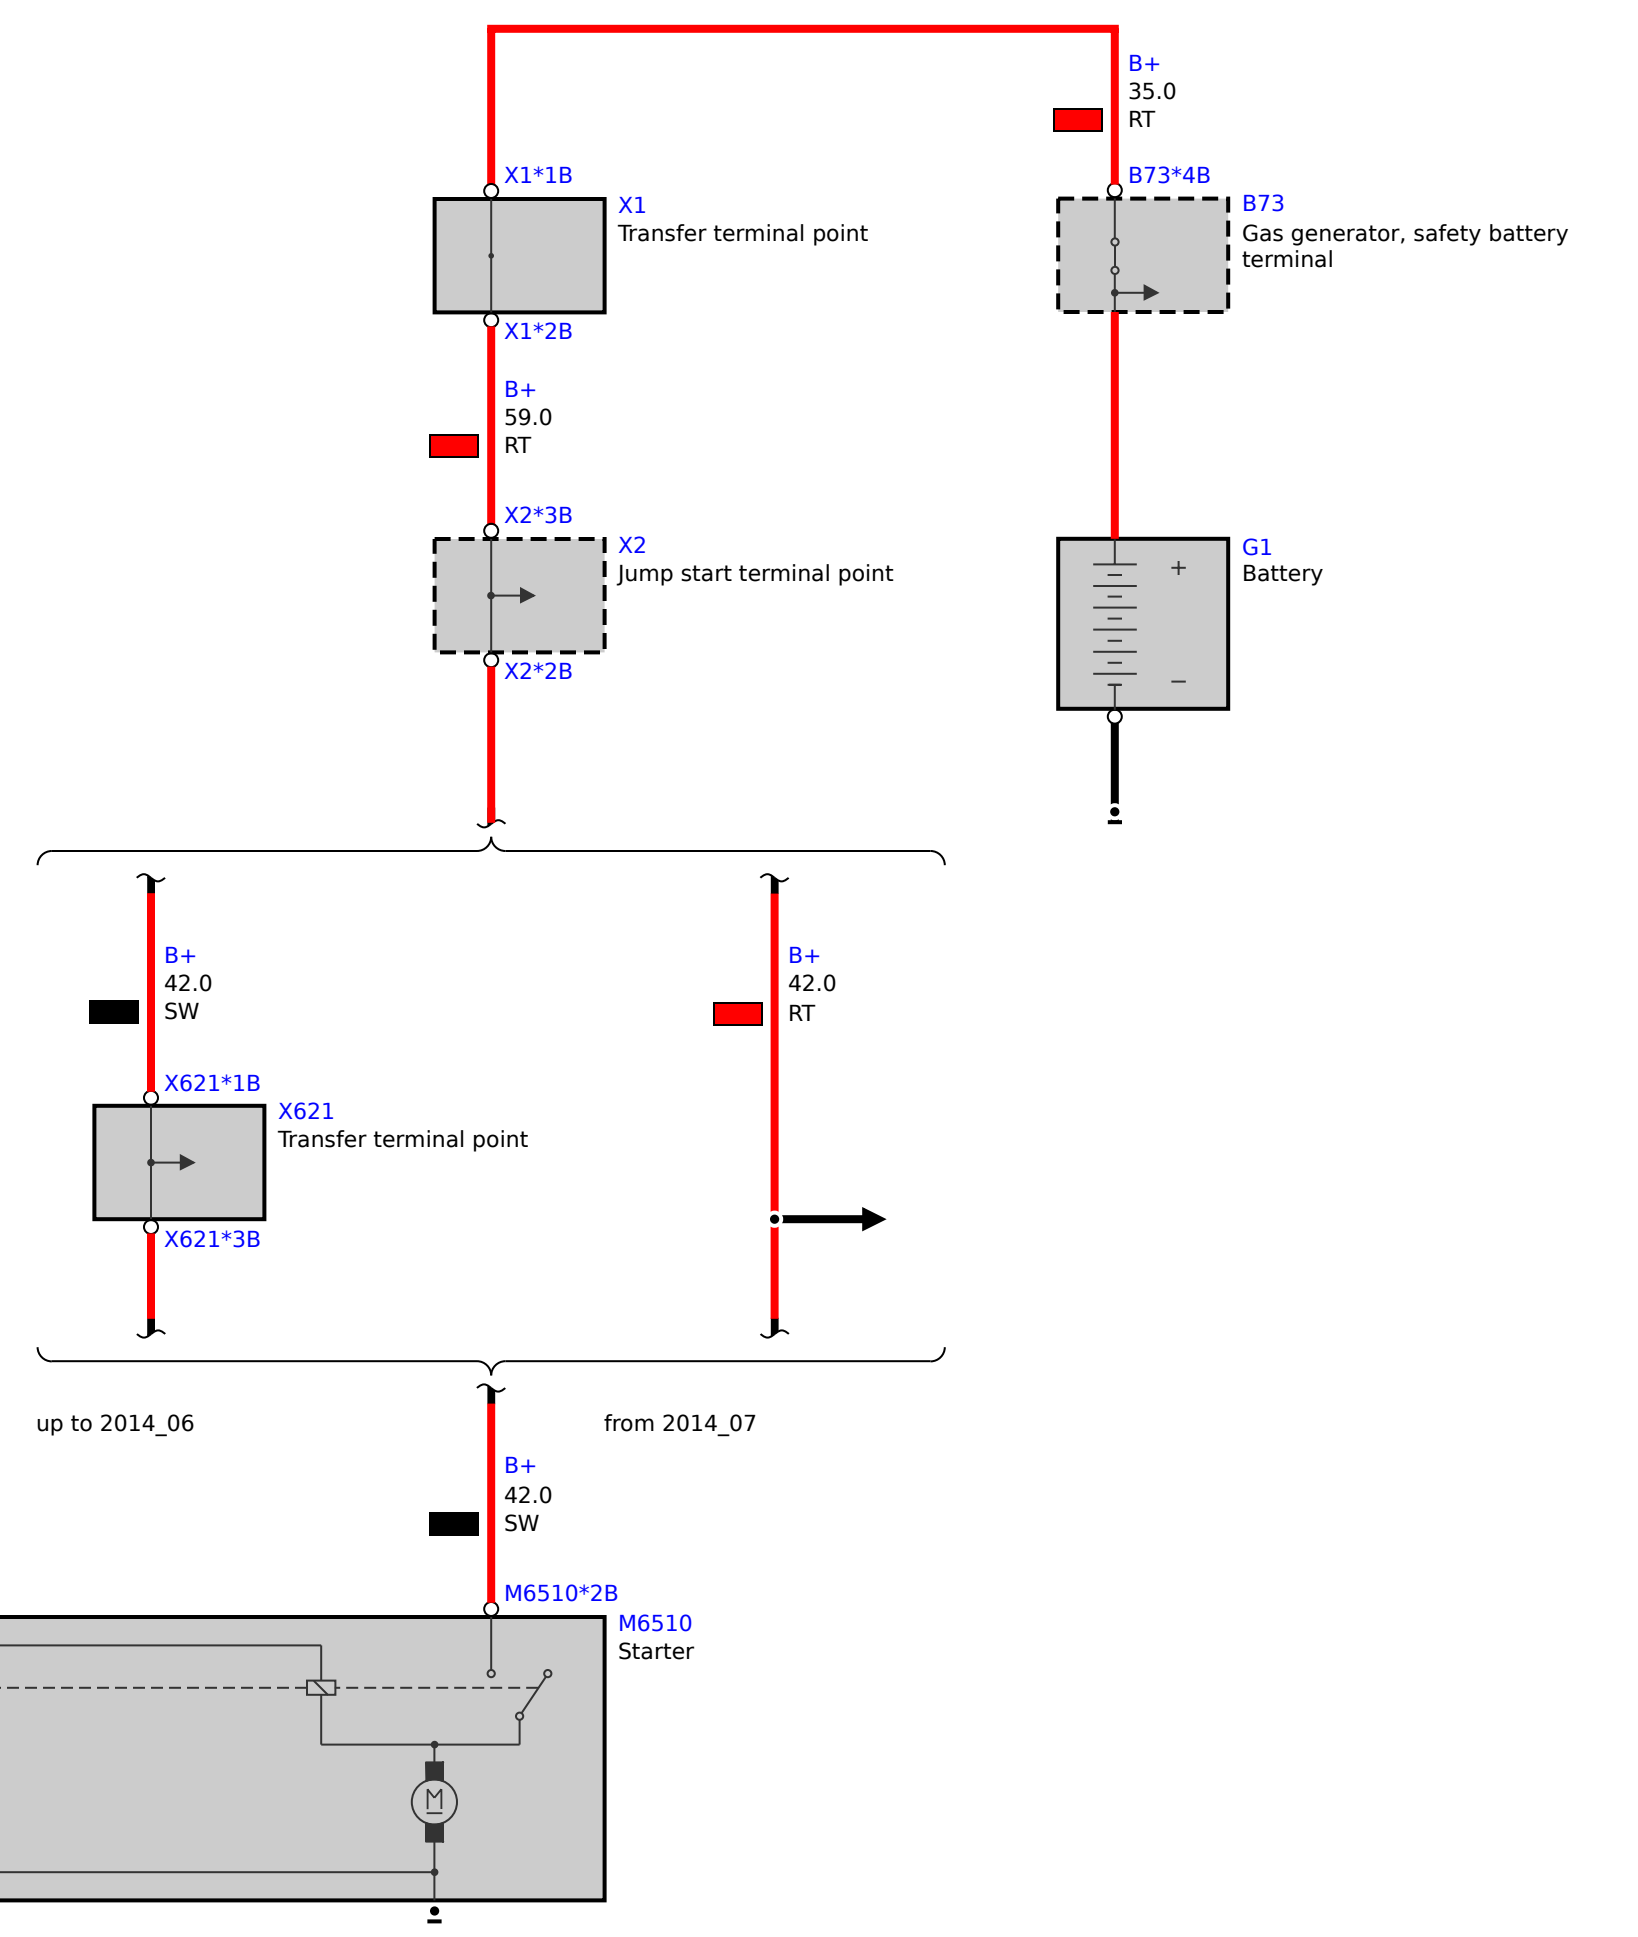 B+
35.0
RT
X1*1B
B73*4B
X1
Transfer terminal point
B73
Gas generator, safety battery
terminal
X1*2B
B+
59.0
RT
X2*3B
X2
Jump start terminal point
G1
Battery
+
−
X2*2B
B+
42.0
SW
B+
42.0
RT
X621*1B
X621
Transfer terminal point
X621*3B
up to 2014_06
from 2014_07
B+
42.0
SW
M6510*2B
M6510
Starter
M